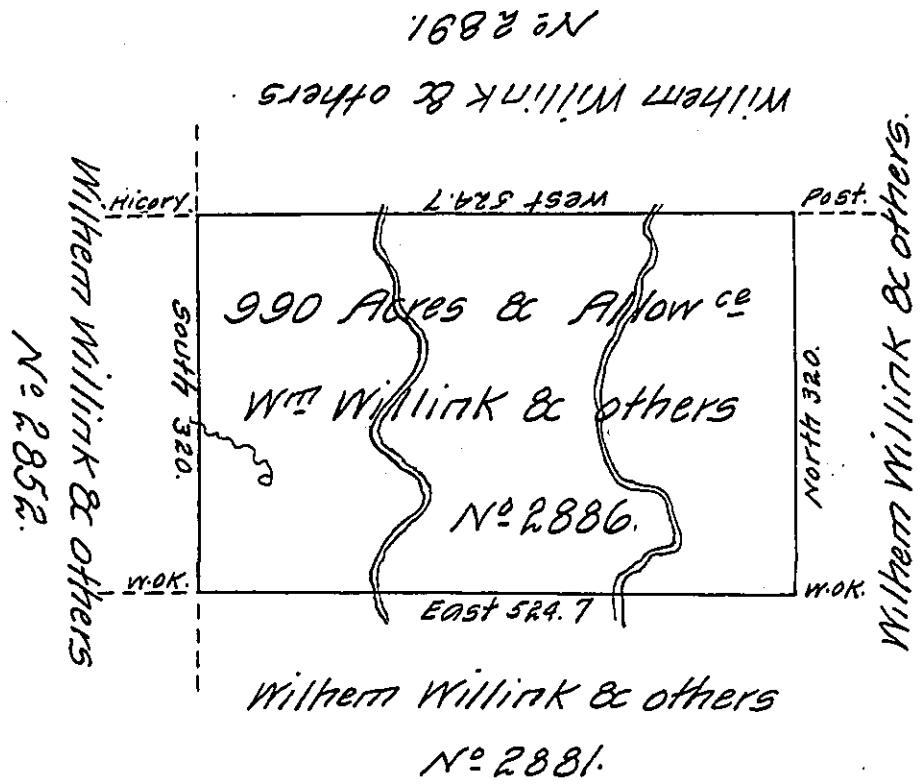 Nº 2891.
Wilhem Willink & others
West 524.7
Hicory.
Post.
Wilhem Willink & others
Nº 2852.
South 320.
990 Acres & Allow ce
Wm Willink & others
Nº 2886.
North 320.
Wilhem Willink & others.
W.OK.
W.OK.
East 524.7
Wilhem Willink & others
Nº 2881.